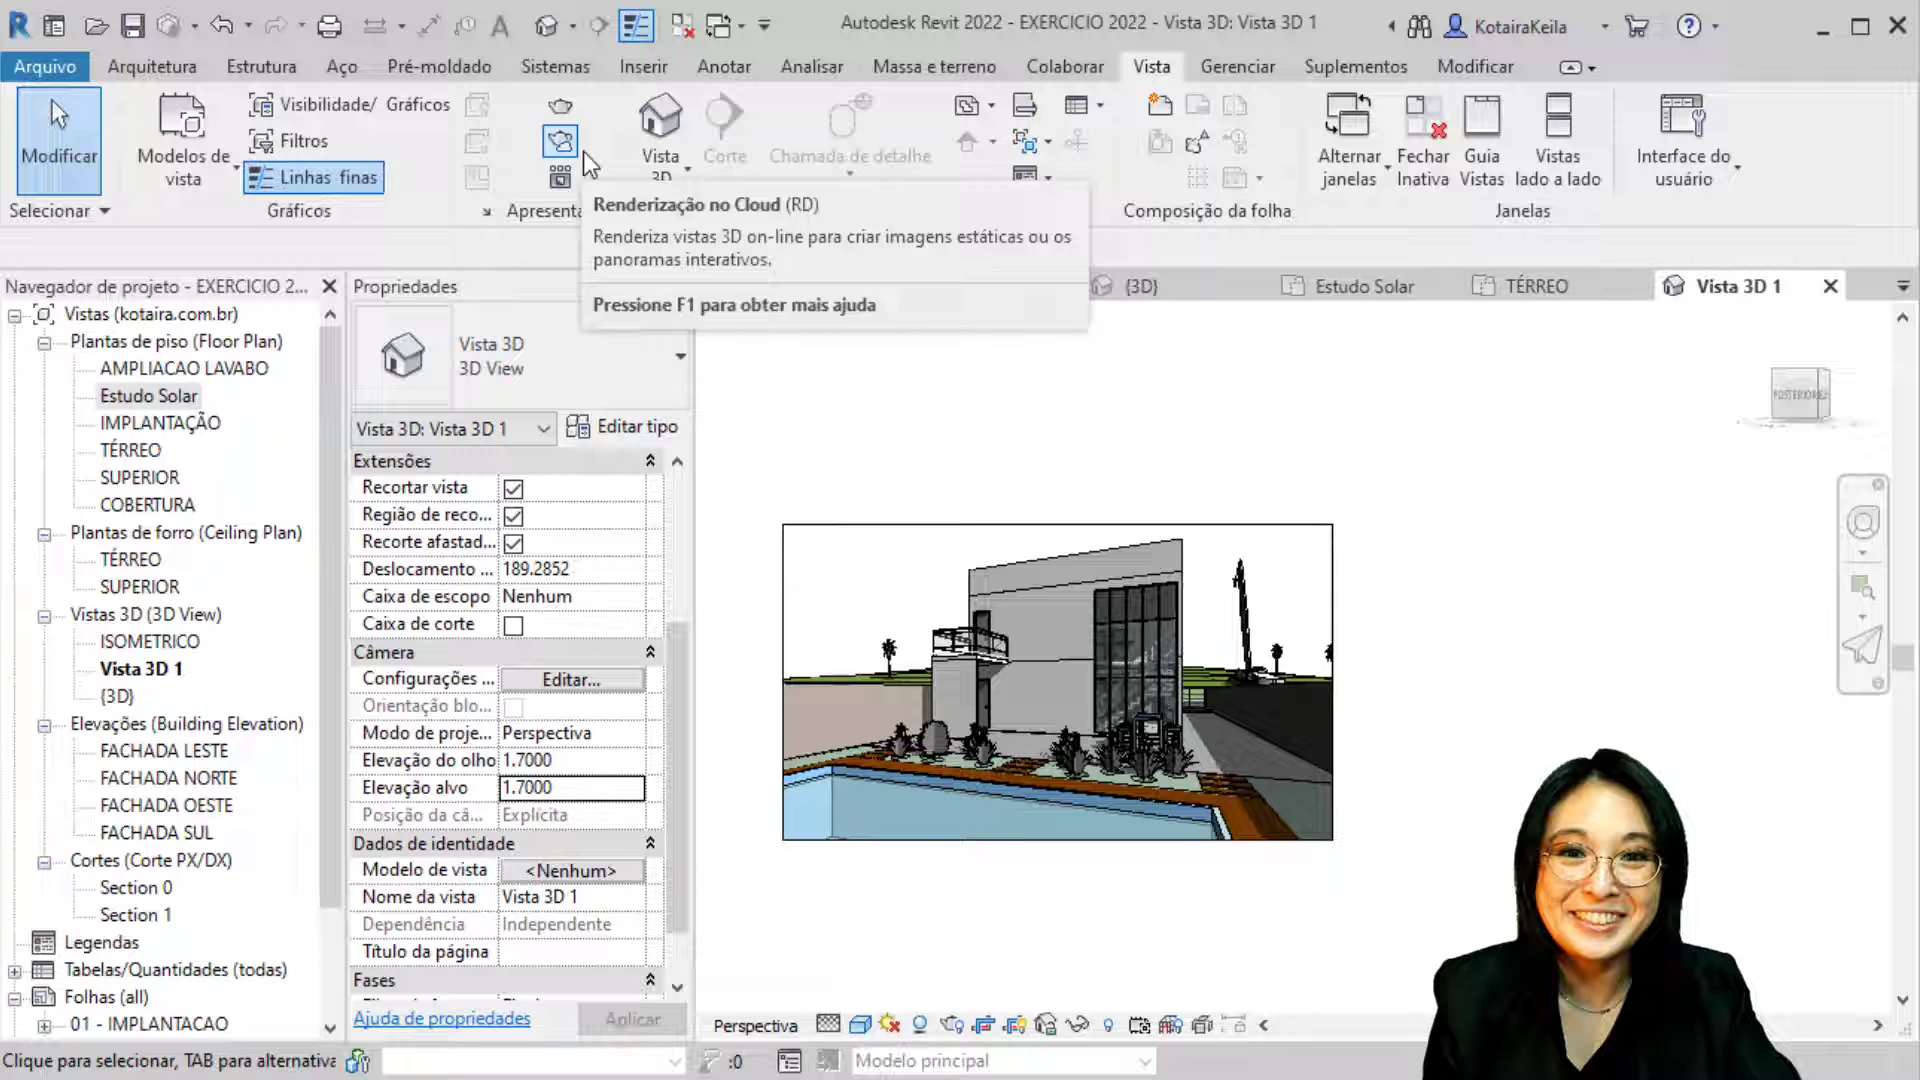 Autodesk Revit 2022 - EXERCICIO 2022 - Vista 3D: Vista 3D 1
KotairaKeila
Arquivo Arquitetura Estrutura Aço Pré-moldado Sistemas Inserir Anotar Analisar Massa e terreno Colaborar Vista Gerenciar Suplementos Modificar
Modificar
Modelos de vista
Visibilidade/ Gráficos
Filtros
Linhas finas
Vista 3D
Corte
Chamada de detalhe
Alternar janelas
Fechar Inativa
Guia Vistas
Vistas lado a lado
Interface do usuário
Selecionar
Gráficos
Apresenta
Composição da folha
Janelas
Renderização no Cloud (RD)
Renderiza vistas 3D on-line para criar imagens estáticas ou os
panoramas interativos.
Pressione F1 para obter mais ajuda
Navegador de projeto - EXERCICIO 2...
Vistas (kotaira.com.br)
Plantas de piso (Floor Plan)
AMPLIACAO LAVABO
Estudo Solar
IMPLANTAÇÃO
TÉRREO
SUPERIOR
COBERTURA
Plantas de forro (Ceiling Plan)
TÉRREO
SUPERIOR
Vistas 3D (3D View)
ISOMETRICO
Vista 3D 1
{3D}
Elevações (Building Elevation)
FACHADA LESTE
FACHADA NORTE
FACHADA OESTE
FACHADA SUL
Cortes (Corte PX/DX)
Section 0
Section 1
Legendas
Tabelas/Quantidades (todas)
Folhas (all)
01 - IMPLANTACAO
Propriedades
Vista 3D
3D View
Vista 3D: Vista 3D 1
Editar tipo
Extensões
Recortar vista
Região de reco...
Recorte afastad...
Deslocamento ... 189.2852
Caixa de escopo Nenhum
Caixa de corte
Câmera
Configurações ... Editar...
Orientação blo...
Modo de proje... Perspectiva
Elevação do olho 1.7000
Elevação alvo 1.7000
Posição da câ... Explícita
Dados de identidade
Modelo de vista <Nenhum>
Nome da vista Vista 3D 1
Dependência Independente
Título da página
Fases
Ajuda de propriedades
Aplicar
{3D} Estudo Solar TÉRREO Vista 3D 1
Perspectiva
Clique para selecionar, TAB para alternativa
:0
Modelo principal